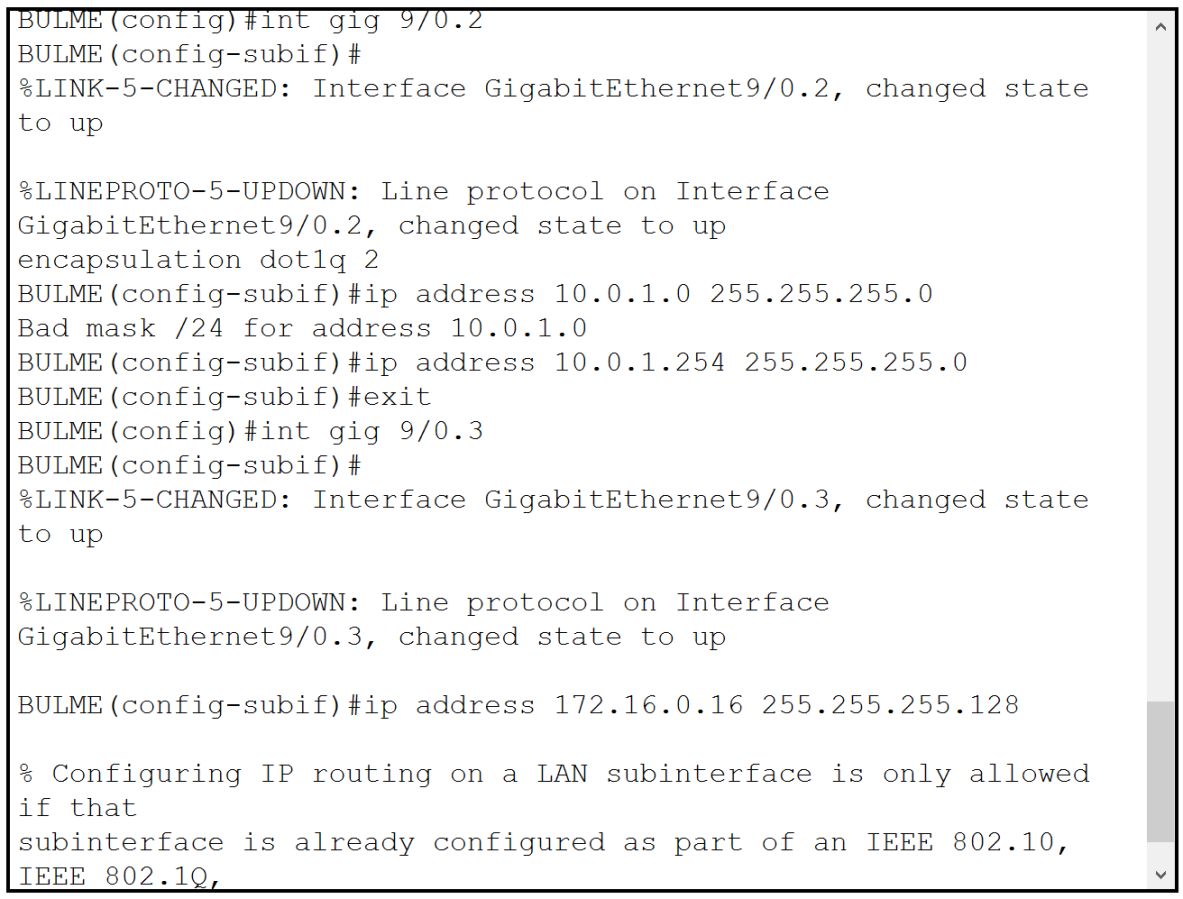 BULME(config)#int gig 9/0.2
BULME(config-subif)#
%LINK-5-CHANGED: Interface GigabitEthernet9/0.2, changed state
to up
%LINEPROTO-5-UPDOWN: Line protocol on Interface
GigabitEthernet9/0.2, changed state to up
encapsulation dot1q 2
BULME(config-subif)#ip address 10.0.1.0 255.255.255.0
Bad mask /24 for address 10.0.1.0
BULME(config-subif)#ip address 10.0.1.254 255.255.255.0
BULME(config-subif)#exit
BULME(config)#int gig 9/0.3
BULME(config-subif)#
%LINK-5-CHANGED: Interface GigabitEthernet9/0.3, changed state
to up
%LINEPROTO-5-UPDOWN: Line protocol on Interface
GigabitEthernet9/0.3, changed state to up
BULME(config-subif)#ip address 172.16.0.16 255.255.255.128
% Configuring IP routing on a LAN subinterface is only allowed
if that
subinterface is already configured as part of an IEEE 802.10,
IEEE 802.1Q,